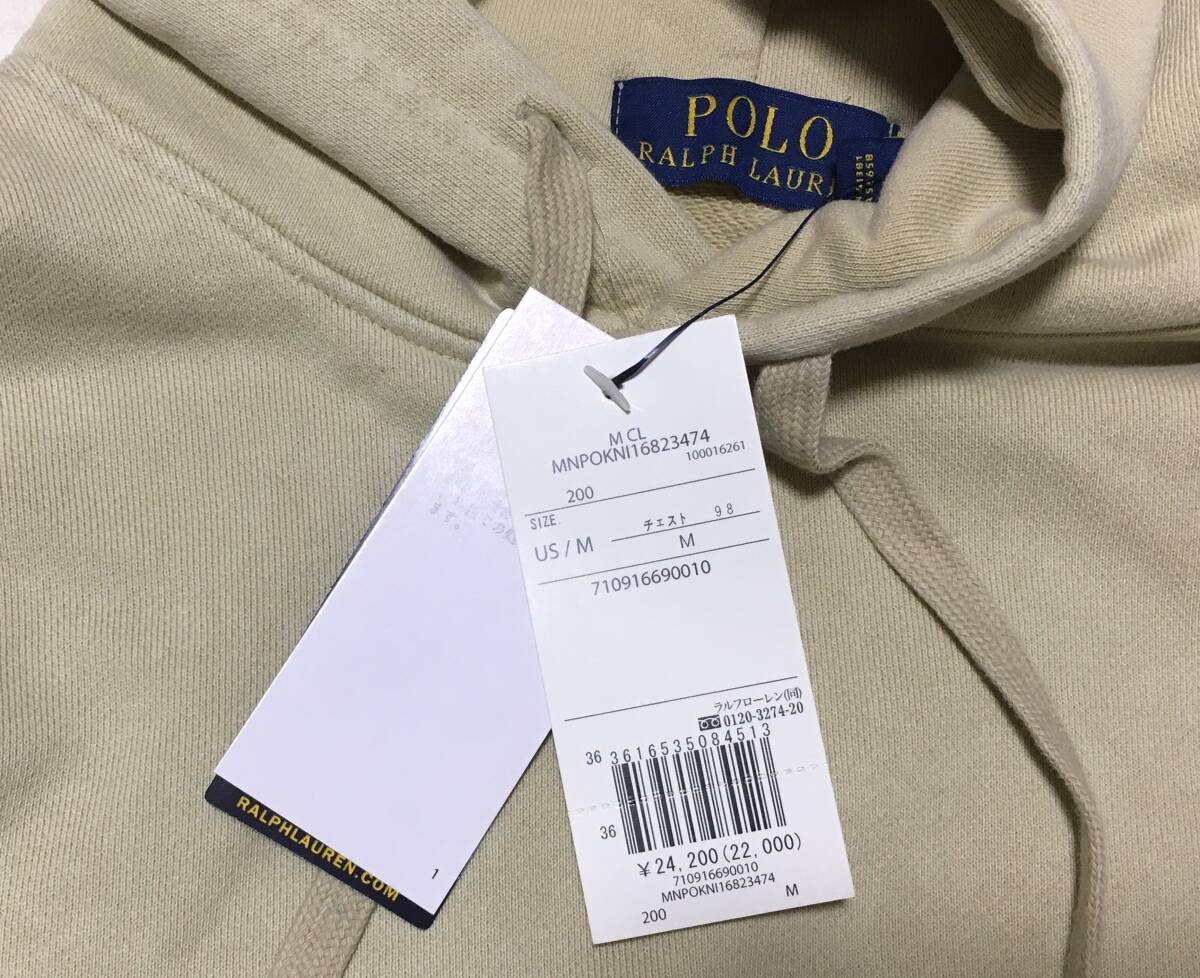 POLO
RALPH LAUR
M CL
MNPOKNI16823474
100016261
200
SIZE.
チェスト 98
US / M
M
710916690010
ラルフローレン(同)
0120-3274-20
36 3616535084513
36
¥24,200(22,000)
710916690010
MNPOKNI16823474
200 M
ます。
RALPHLAUREN.COM
1